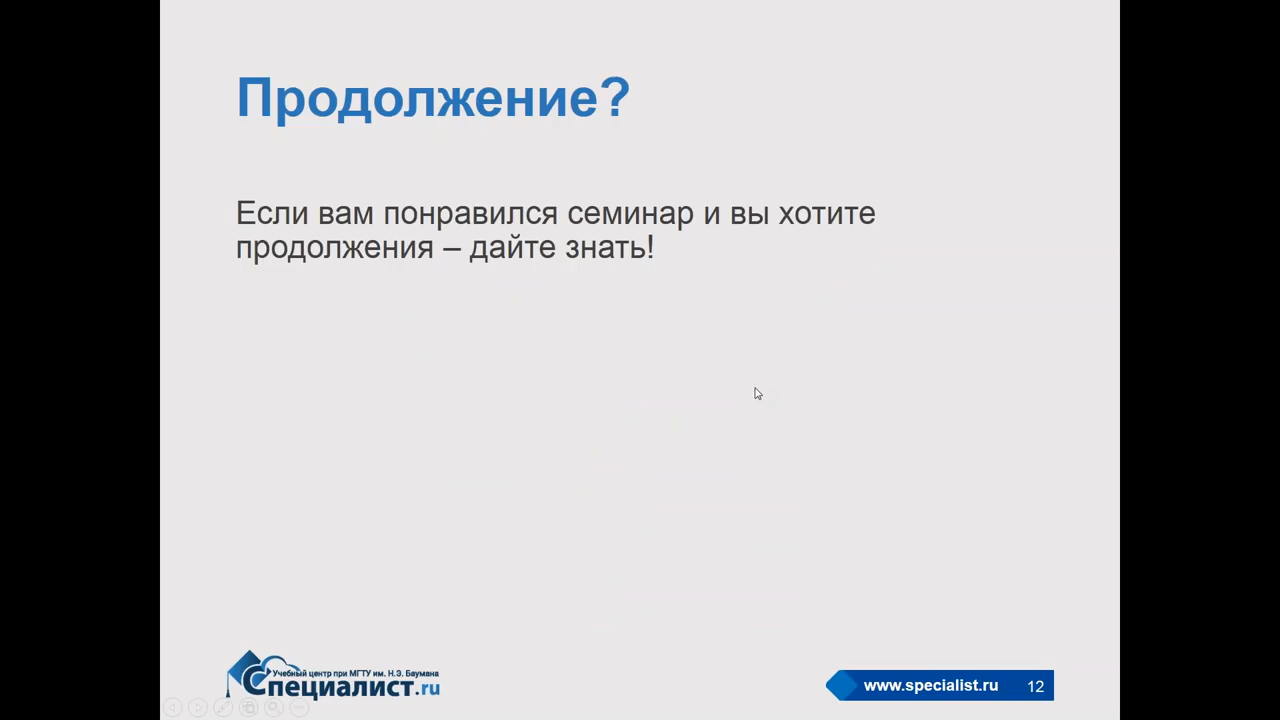 Продолжение?
Если вам понравился семинар и вы хотите
продолжения – дайте знать!
Учебный центр при МГТУ им. Н.Э. Баумана
Специалист.ru
www.specialist.ru 12